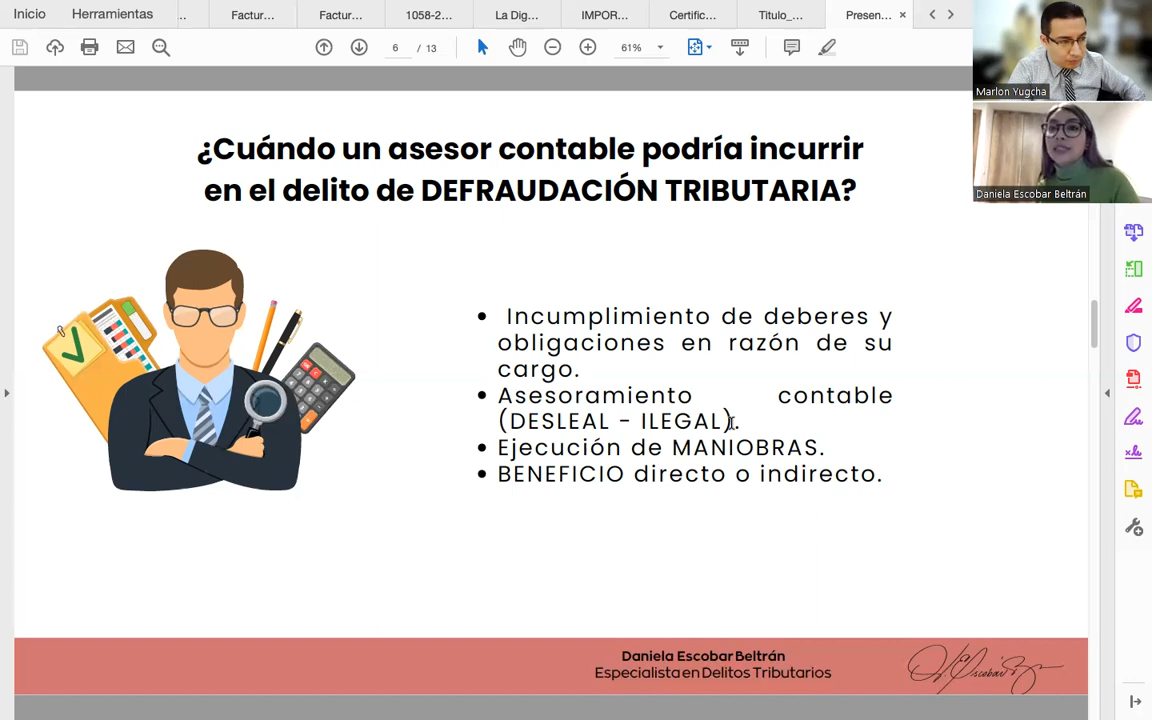 Inicio Herramientas ... Factur... Factur... 1058-2... La Dig... IMPOR... Certific... Titulo_... Presen... ×
6 / 13 61%
Marlon Yugcha
Daniela Escobar Beltrán
¿Cuándo un asesor contable podría incurrir
en el delito de DEFRAUDACIÓN TRIBUTARIA?
• Incumplimiento de deberes y
obligaciones en razón de su
cargo.
• Asesoramiento contable
(DESLEAL - ILEGAL).
• Ejecución de MANIOBRAS.
• BENEFICIO directo o indirecto.
Daniela Escobar Beltrán
Especialista en Delitos Tributarios